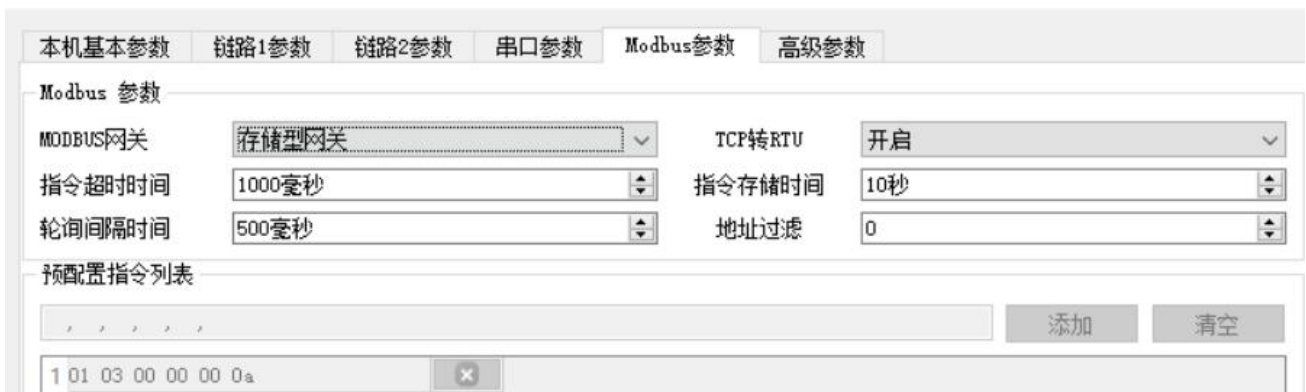 本机基本参数 链路1参数 链路2参数 串口参数 Modbus参数 高级参数
Modbus 参数
MODBUS网关 存储型网关 TCP转RTU 开启
指令超时时间 1000毫秒 指令存储时间 10秒
轮询间隔时间 500毫秒 地址过滤 0
预配置指令列表
, , , , , 添加 清空
1 01 03 00 00 00 0a